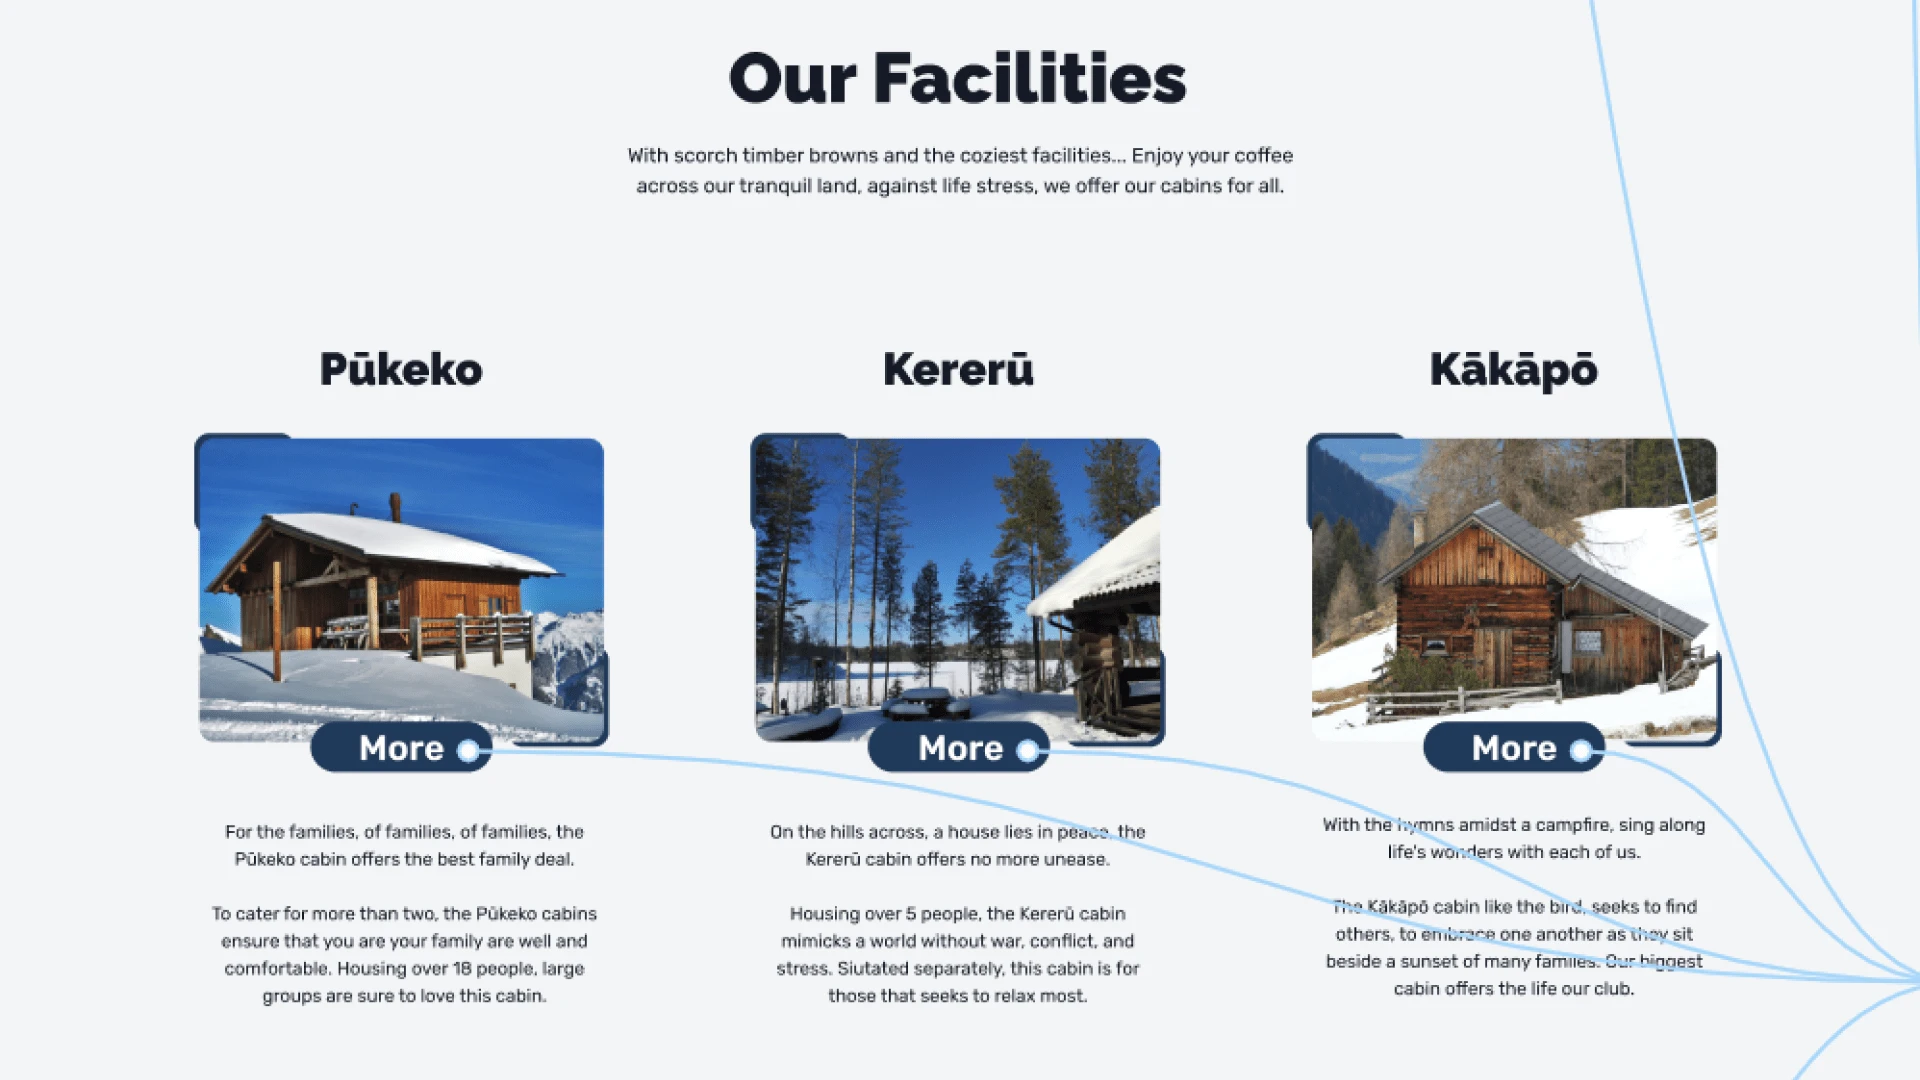 Our Facilities
With scorch timber browns and the coziest facilities... Enjoy your coffee
across our tranquil land, against life stress, we offer our cabins for all.
Pūkeko
Kererū
Kākāpō
More
More
More
For the families, of families, of families, the
Pūkeko cabin offers the best family deal.
To cater for more than two, the Pūkeko cabins
ensure that you are your family are well and
comfortable. Housing over 18 people, large
groups are sure to love this cabin.
On the hills across, a house lies in peace, the
Kererū cabin offers no more unease.
Housing over 5 people, the Kererū cabin
mimicks a world without war, conflict, and
stress. Siutated separately, this cabin is for
those that seeks to relax most.
With the hymns amidst a campfire, sing along
life's wonders with each of us.
The Kākāpō cabin like the bird, seeks to find
others, to embrace one another as they sit
beside a sunset of many families. Our biggest
cabin offers the life our club.